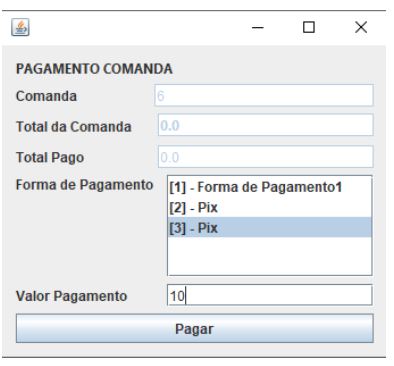 PAGAMENTO COMANDA
Comanda 6
Total da Comanda 0.0
Total Pago 0.0
Forma de Pagamento [1] - Forma de Pagamento1
[2] - Pix
[3] - Pix
Valor Pagamento 10
Pagar